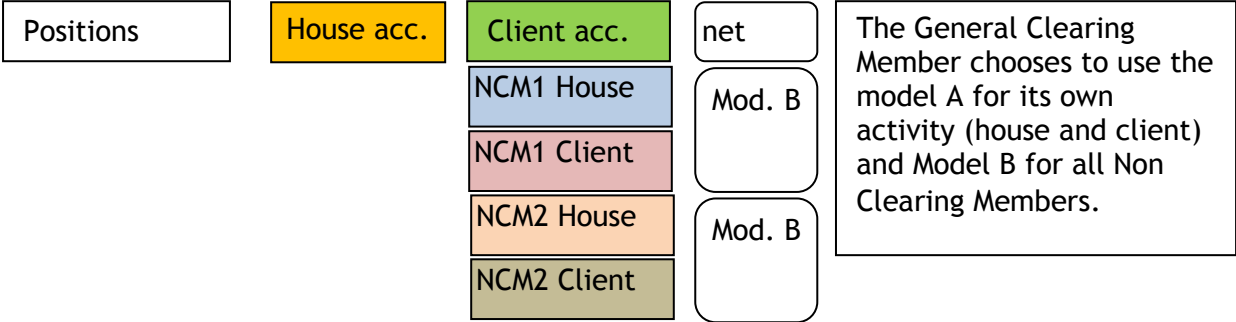 Positions
House acc.
Client acc.
net
NCM1 House
Mod. B
NCM1 Client
NCM2 House
Mod. B
NCM2 Client
The General Clearing
Member chooses to use the
model A for its own
activity (house and client)
and Model B for all Non
Clearing Members.